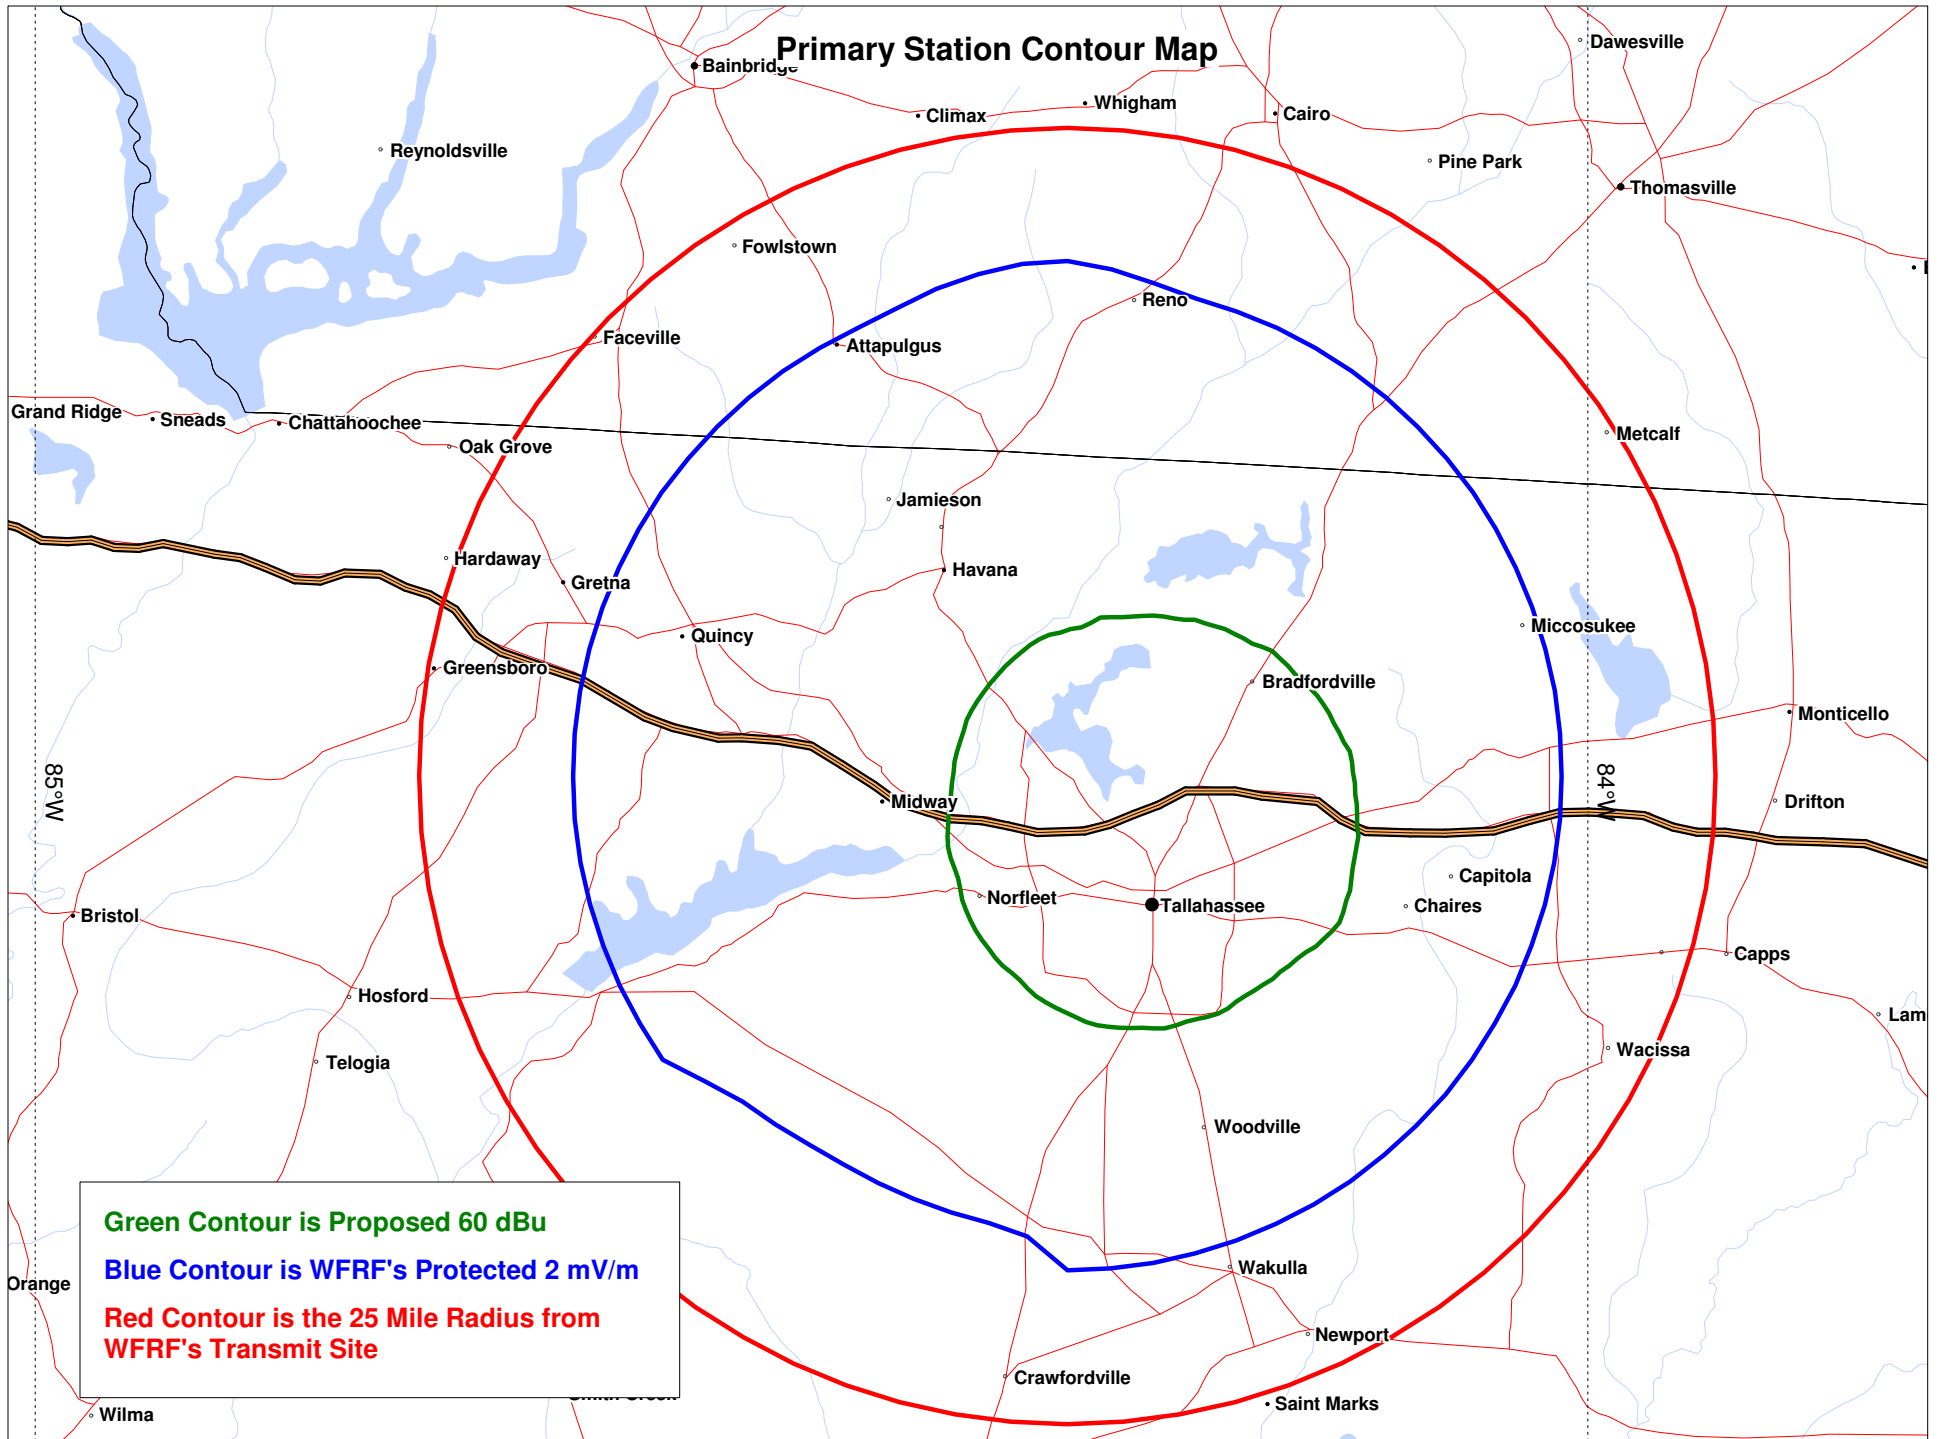 Primary Station Contour Map
Dawesville
Bainbridge
Whigham
Climax
Cairo
Reynoldsville
Pine Park
Thomasville
Fowlstown
Reno
Faceville
Attapulgus
Grand Ridge
Sneads
Chattahoochee
Oak Grove
Metcalf
Jamieson
Hardaway
Havana
Gretna
Quincy
Miccosukee
Greensboro
Bradfordville
Monticello
85°W
84°W
Midway
Drifton
Capitola
Norfleet
Tallahassee
Chaires
Bristol
Capps
Hosford
Lam
Wacissa
Telogia
Woodville
Green Contour is Proposed 60 dBu
Blue Contour is WFRF's Protected 2 mV/m
Red Contour is the 25 Mile Radius from
WFRF's Transmit Site
Wakulla
Orange
Newport
Crawfordville
Saint Marks
Wilma